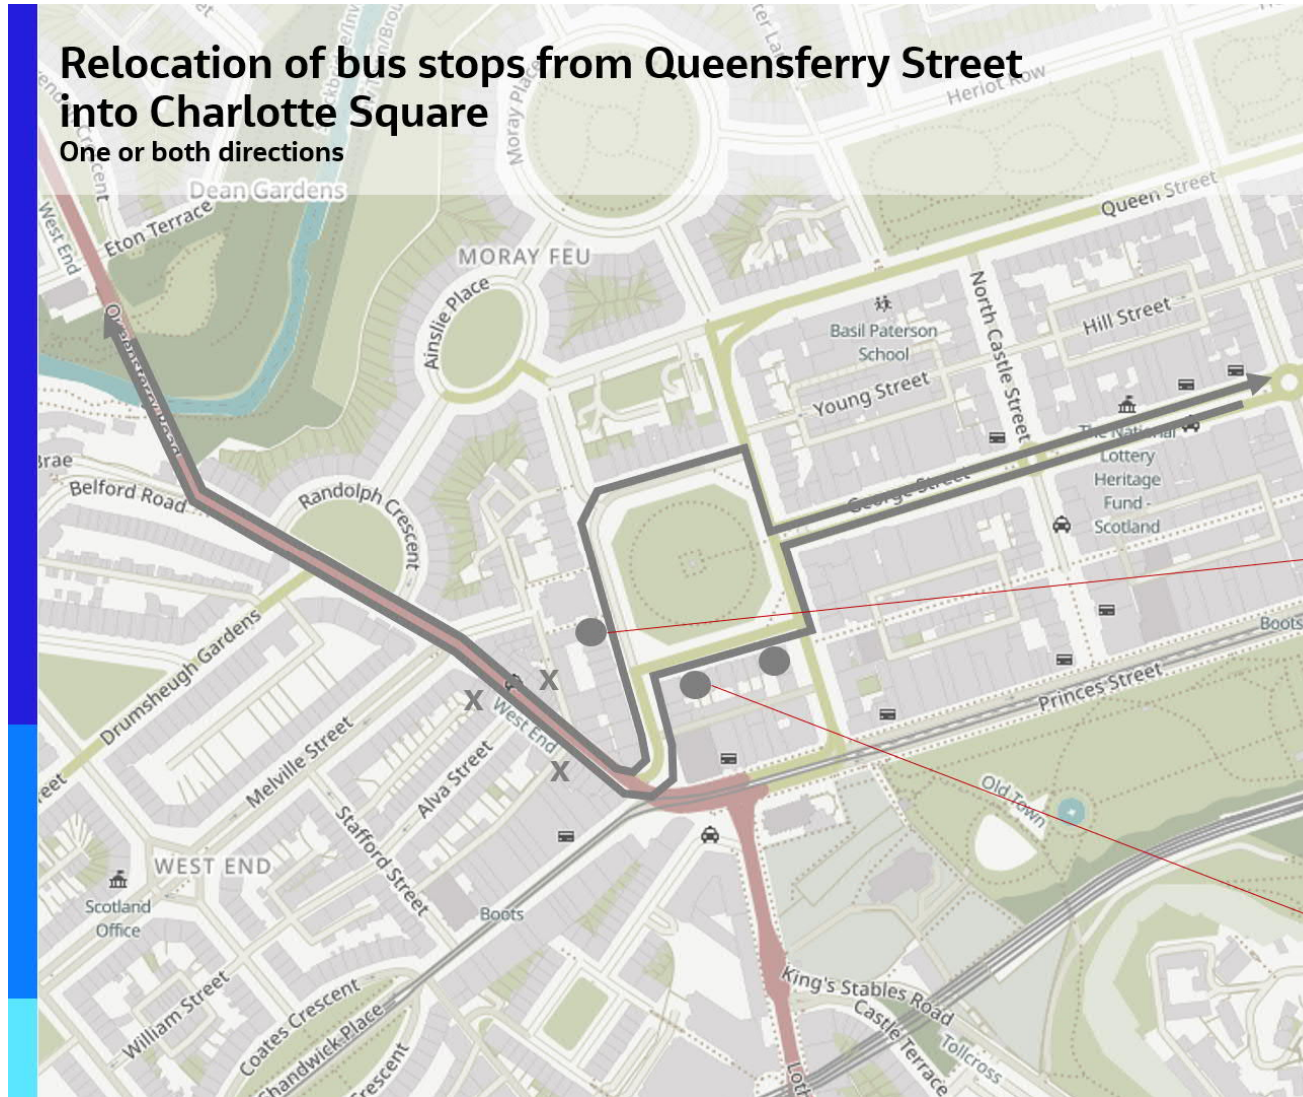 Relocation of bus stops from Queensferry Street
into Charlotte Square
One or both directions
Heriot Row
Moray Place
Crescent
Dean Gardens
Queen Street
West End
Eton Terrace
MORAY FEU
Ainslie Place
North Castle Street
Hill Street
Basil Paterson
School
Young Street
The National
Lottery
Heritage
Fund -
Scotland
George Street
Belford Road
Randolph Crescent
Drumsheugh Gardens
X
X
X
West End
Boots
Princes Street
Melville Street
Alva Street
Stafford Street
Old Town
WEST END
Scotland
Office
Boots
William Street
Coates Crescent
King's Stables Road
Castle Terrace
Tollcross
Crescent